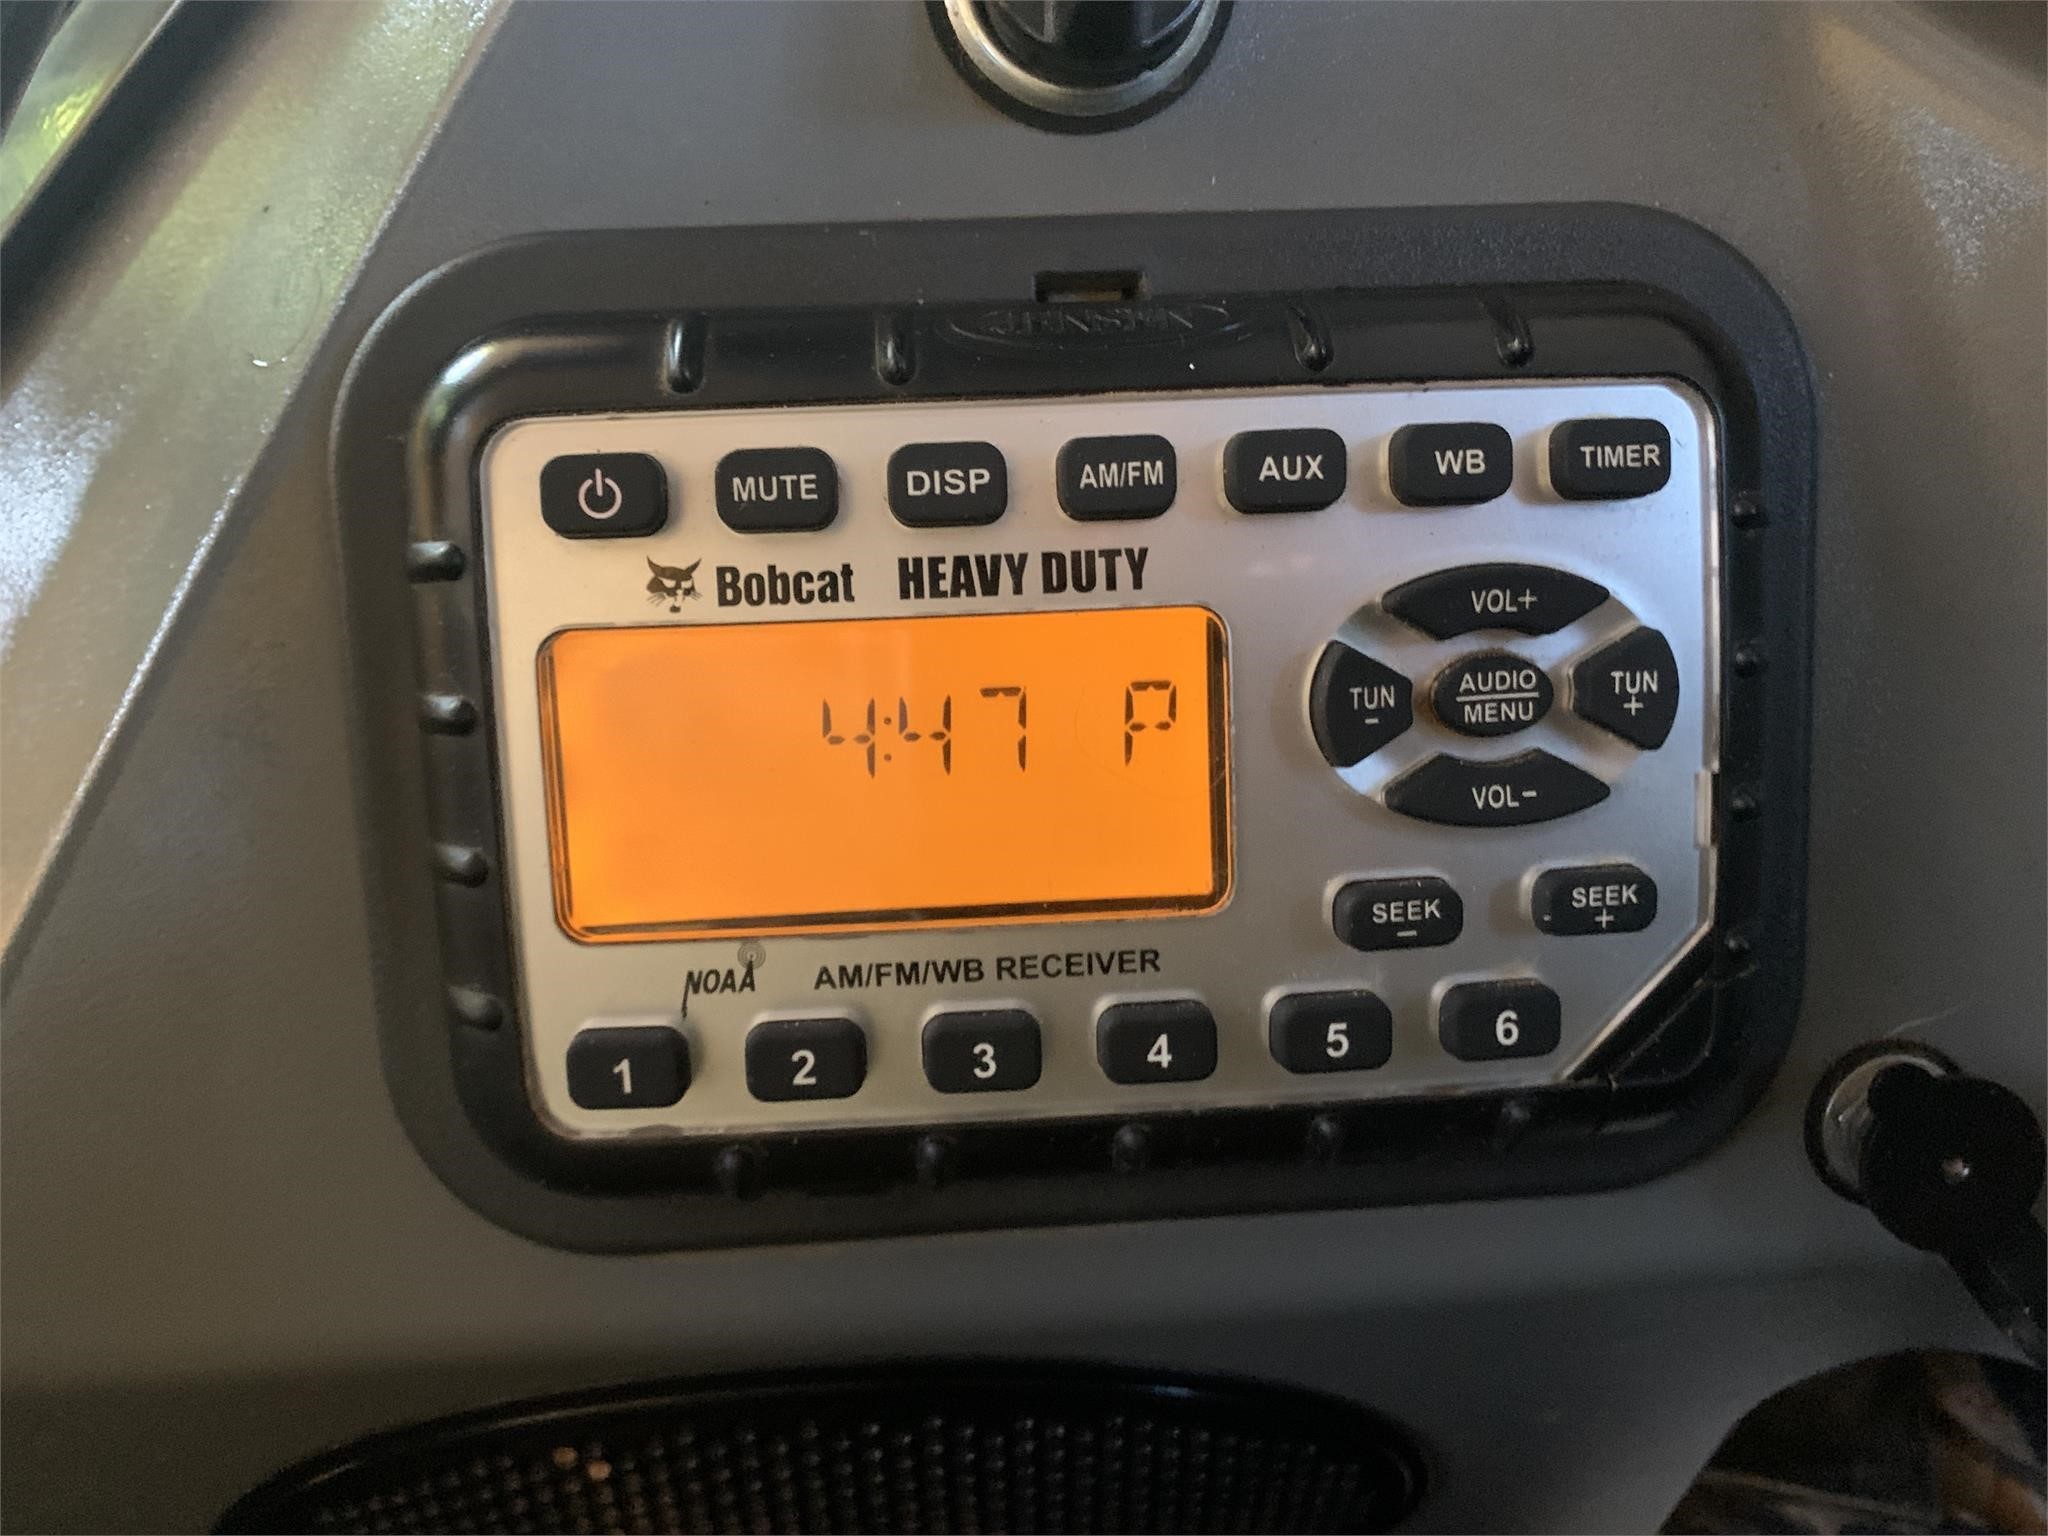 JENSEN
MUTE DISP AM/FM AUX WB TIMER
Bobcat HEAVY DUTY
VOL+
TUN - AUDIO MENU TUN +
VOL-
4:47 P
SEEK - SEEK +
NOAA AM/FM/WB RECEIVER
1 2 3 4 5 6